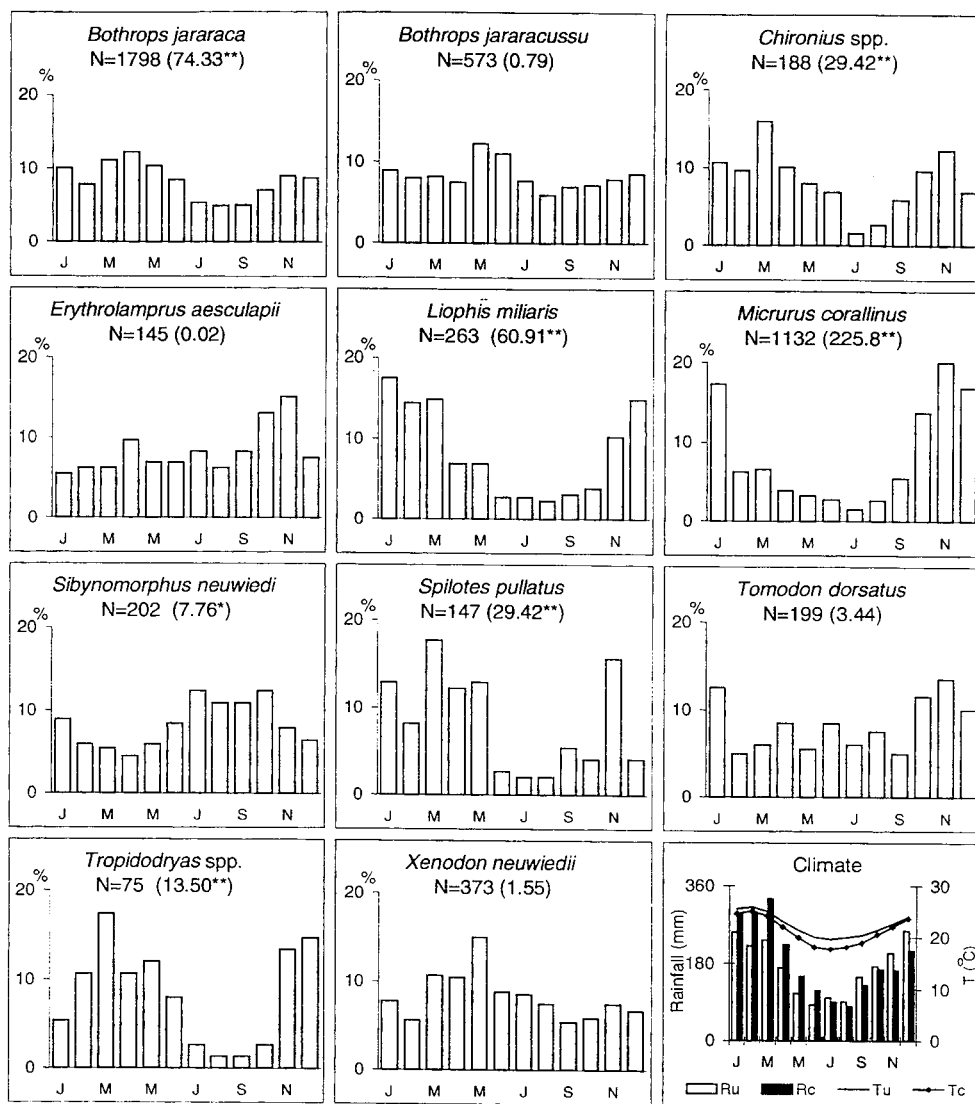 Bothrops jararaca
N=1798 (74.33**)
%
20
10
0
J M M J S N
Bothrops jararacussu
N=573 (0.79)
20
10
0
J M M J S N
Chironius spp.
N=188 (29.42**)
%
20
10
0
J M M J S N
Erythrolamprus aesculapii
N=145 (0.02)
%
20
10
0
J M M J S N
Liophis miliaris
N=263 (60.91**)
%
20
10
0
J M M J S N
Micrurus corallinus
N=1132 (225.8**)
%
20
10
0
J M M J S N
Sibynomorphus neuwiedi
N=202 (7.76*)
%
20
10
0
J M M J S N
Spilotes pullatus
N=147 (29.42**)
%
20
10
0
J M M J S N
Tomodon dorsatus
N=199 (3.44)
%
20
10
0
J M M J S N
Tropidodryas spp.
N=75 (13.50**)
%
20
10
0
J M M J S N
Xenodon neuwiedii
N=373 (1.55)
%
20
10
0
J M M J S N
Climate
360
180
0
Rainfall (mm)
30
20
10
0
T (°C)
J M M J S N
Ru Rc Tu Tc